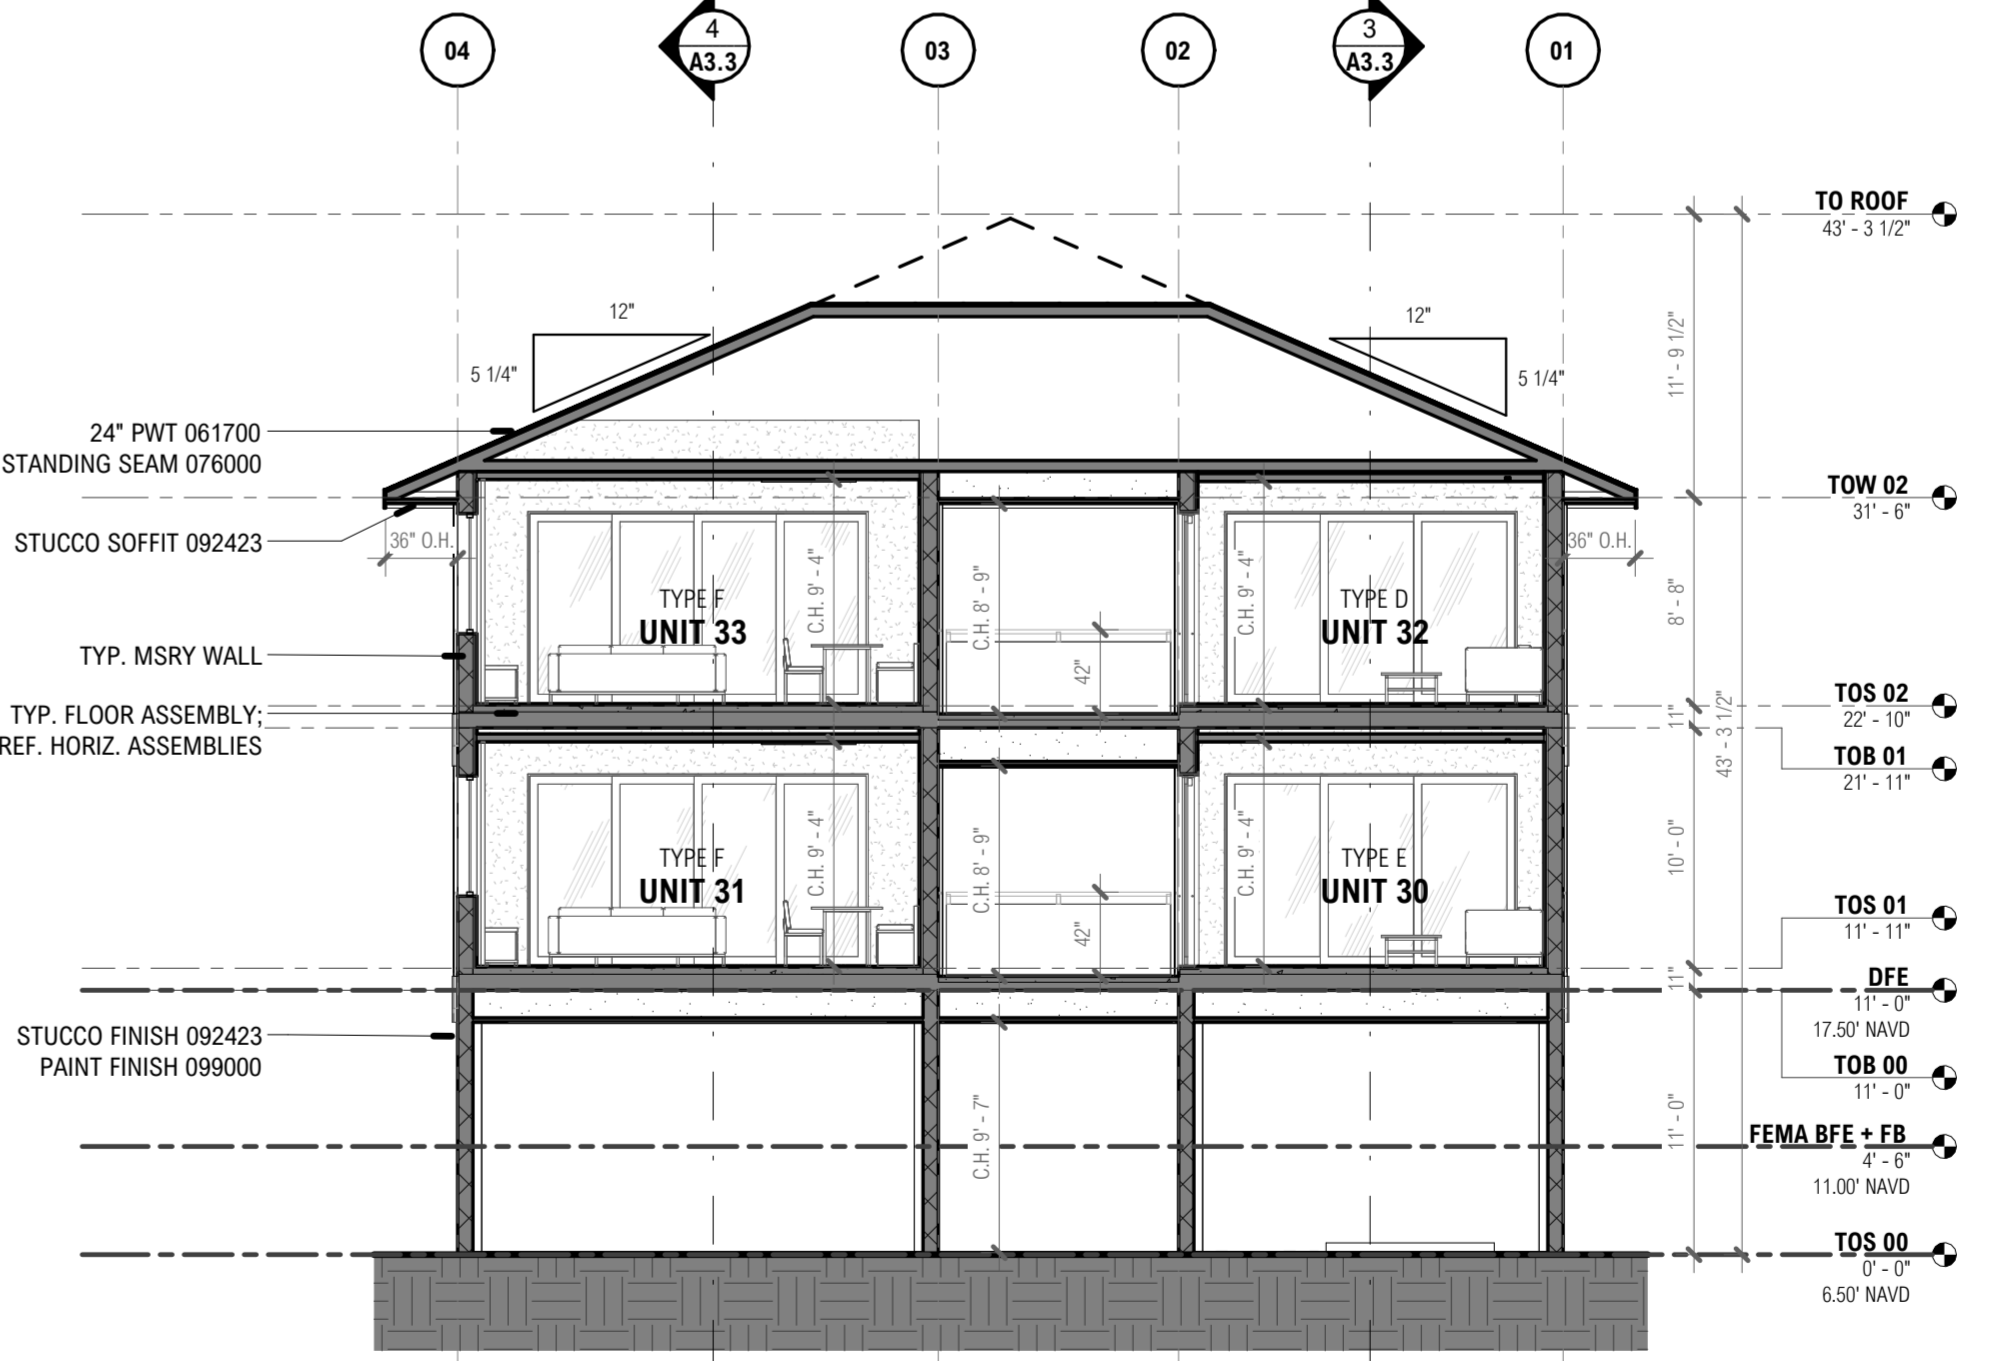 04
4
A3.3
03
02
3
A3.3
01
TO ROOF
43' - 3 1/2"
12"
5 1/4"
12"
5 1/4"
11' - 9 1/2"
24" PWT 061700
STANDING SEAM 076000
TOW 02
31' - 6"
STUCCO SOFFIT 092423
36" O.H.
36" O.H.
TYPE F
UNIT 33
C.H. 9' - 4"
C.H. 8' - 9"
42"
C.H. 9' - 4"
TYPE D
UNIT 32
8' - 8"
TYP. MSRY WALL
TYP. FLOOR ASSEMBLY;
REF. HORIZ. ASSEMBLIES
TOS 02
22' - 10"
11"
43' - 3 1/2"
TOB 01
21' - 11"
TYPE F
UNIT 31
C.H. 9' - 4"
C.H. 8' - 9"
42"
C.H. 9' - 4"
TYPE E
UNIT 30
10' - 0"
TOS 01
11' - 11"
11"
DFE
11' - 0"
17.50' NAVD
STUCCO FINISH 092423
PAINT FINISH 099000
TOB 00
11' - 0"
C.H. 9' - 7"
11' - 0"
FEMA BFE + FB
4' - 6"
11.00' NAVD
TOS 00
0' - 0"
6.50' NAVD